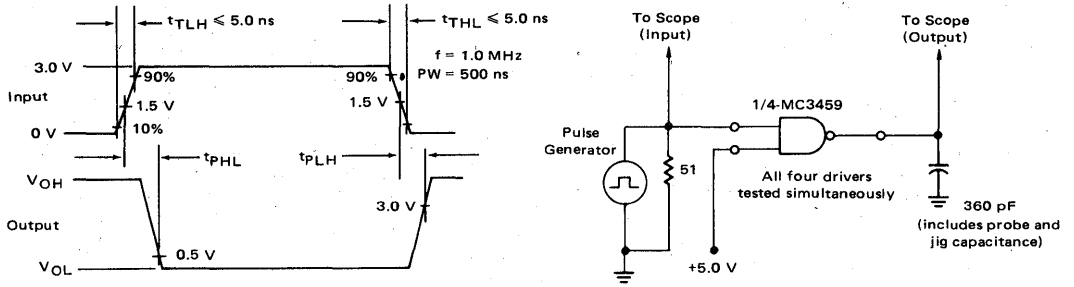 tTLH ≤ 5.0 ns
tTHL ≤ 5.0 ns
f = 1.0 MHz
PW = 500 ns
3.0 V
90%
90%
Input
1.5 V
1.5 V
10%
0 V
tPHL
tPLH
VOH
3.0 V
Output
0.5 V
VOL
To Scope
(Input)
To Scope
(Output)
1/4-MC3459
Pulse
Generator
51
All four drivers
tested simultaneously
360 pF
(includes probe and
jig capacitance)
+5.0 V